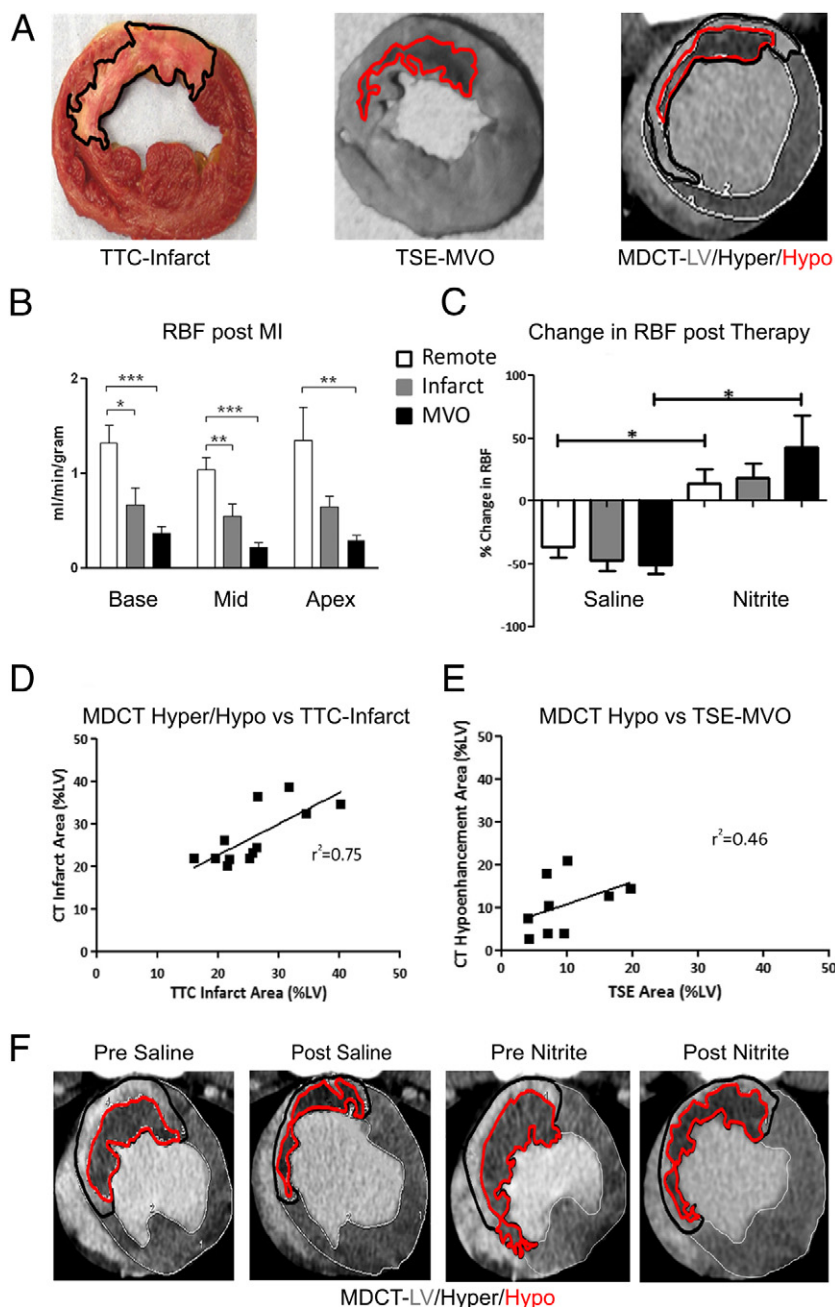 A
TTC-Infarct
TSE-MVO
MDCT-LV/Hyper/Hypo
B
RBF post MI
ml/min/gram
2
1
0
***
*
***
**
**
Base
Mid
Apex
Remote
Infarct
MVO
C
Change in RBF post Therapy
% Change in RBF
100
50
0
-50
-100
*
*
Saline
Nitrite
D
MDCT Hyper/Hypo vs TTC-Infarct
CT Infarct Area (%LV)
50
40
30
20
10
0
r²=0.75
0 10 20 30 40 50
TTC Infarct Area (%LV)
E
MDCT Hypo vs TSE-MVO
CT Hypoenhancement Area (%LV)
50
40
30
20
10
0
r²=0.46
0 10 20 30 40 50
TSE Area (%LV)
F
Pre Saline
Post Saline
Pre Nitrite
Post Nitrite
MDCT-LV/Hyper/Hypo